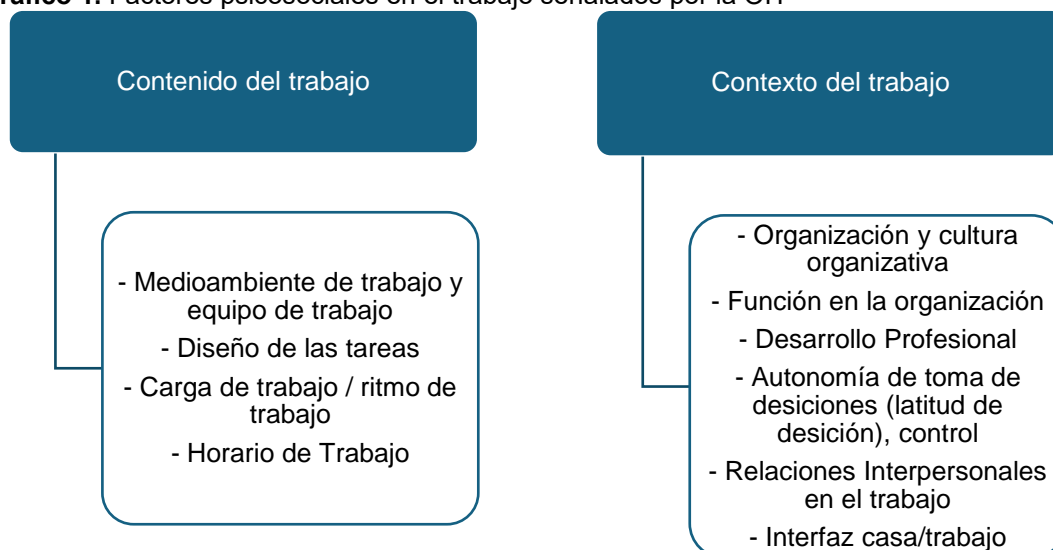 Contenido del trabajo
- Medioambiente de trabajo y
equipo de trabajo
- Diseño de las tareas
- Carga de trabajo / ritmo de
trabajo
- Horario de Trabajo
Contexto del trabajo
- Organización y cultura
organizativa
- Función en la organización
- Desarrollo Profesional
- Autonomía de toma de
desiciones (latitud de
desición), control
- Relaciones Interpersonales
en el trabajo
- Interfaz casa/trabajo